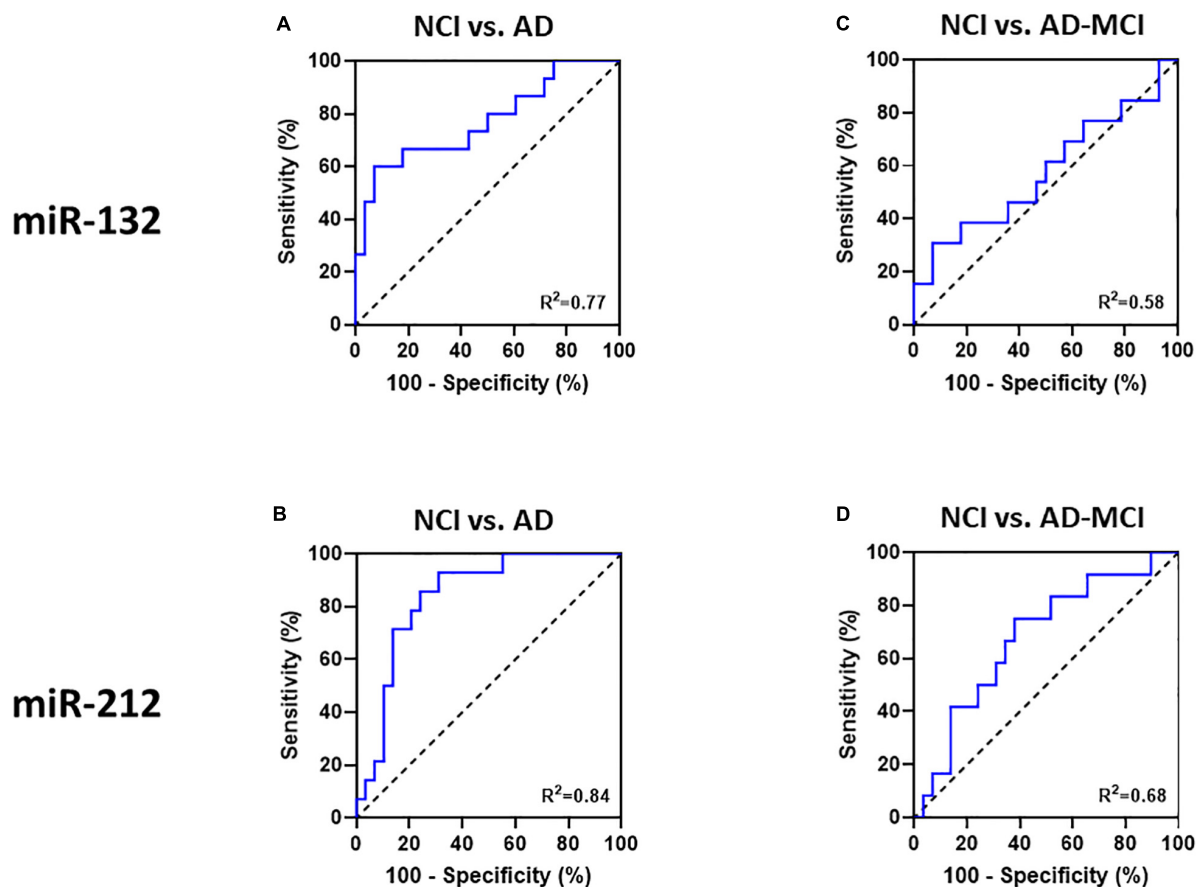 A
NCI vs. AD
miR-132
Sensitivity (%)
100
80
60
40
20
0
R²=0.77
0 20 40 60 80 100
100 - Specificity (%)
C
NCI vs. AD-MCI
Sensitivity (%)
100
80
60
40
20
0
R²=0.58
0 20 40 60 80 100
100 - Specificity (%)
B
NCI vs. AD
miR-212
Sensitivity (%)
100
80
60
40
20
0
R²=0.84
0 20 40 60 80 100
100 - Specificity (%)
D
NCI vs. AD-MCI
Sensitivity (%)
100
80
60
40
20
0
R²=0.68
0 20 40 60 80 100
100 - Specificity (%)